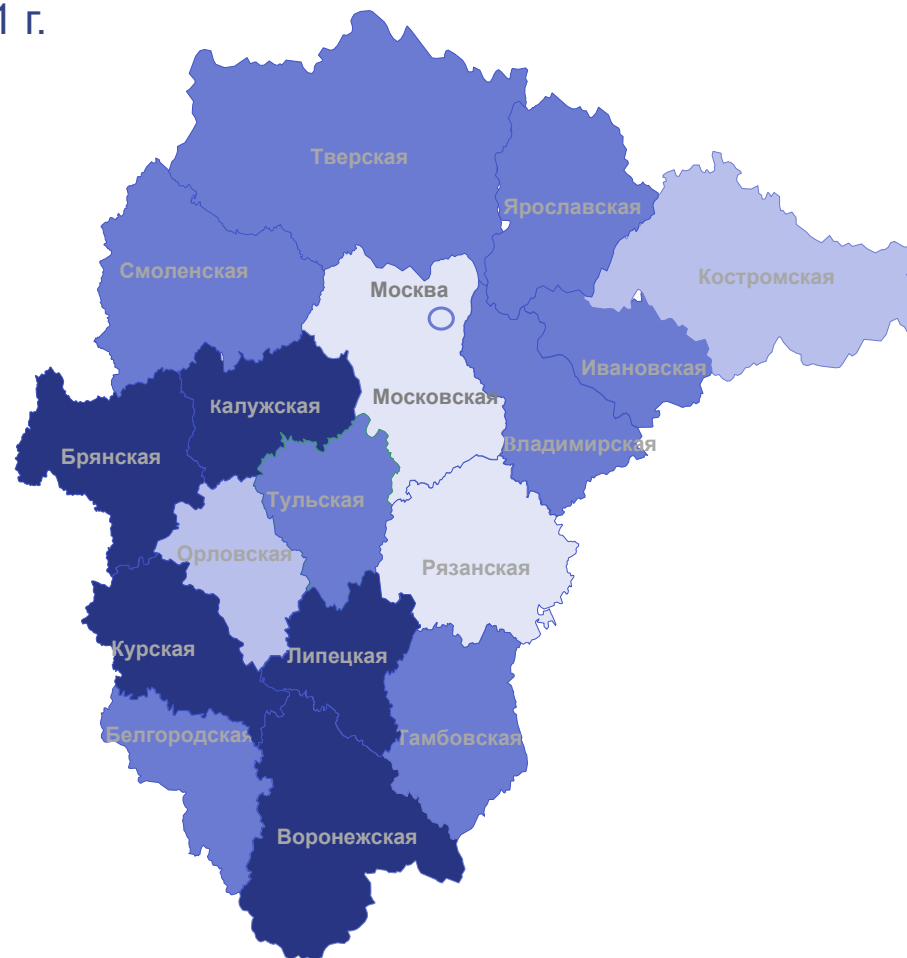 1 г.
Тверская
Ярославская
Смоленская
Костромская
Москва
Ивановская
Московская
Калужская
Владимирская
Брянская
Тульская
Орловская
Рязанская
Курская
Липецкая
Белгородская
Тамбовская
Воронежская